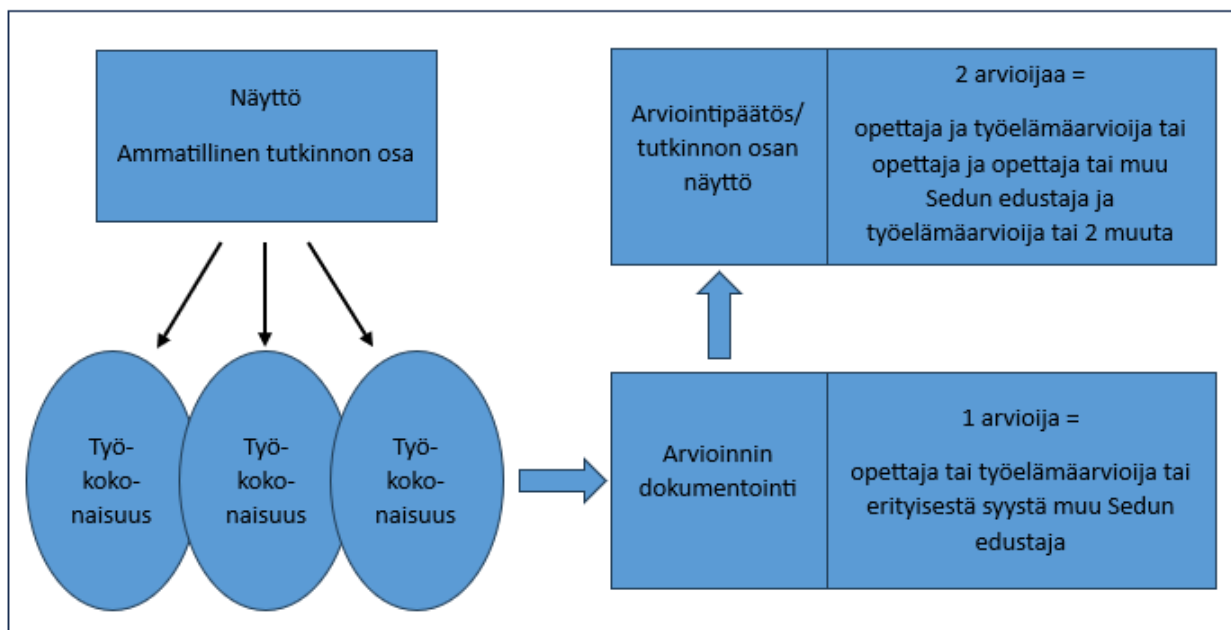 Näyttö
Ammatillinen tutkinnon osa
Työ-
koko-
naisuus
Työ-
koko-
naisuus
Työ-
koko-
naisuus
Arvioinnin
dokumentointi
1 arvioija =
opettaja tai työelämäarvioija tai
erityisestä syystä muu Sedun
edustaja
Arviointipäätös/
tutkinnon osan
näyttö
2 arvioijaa =
opettaja ja työelämäarvioija tai
opettaja ja opettaja tai muu
Sedun edustaja ja
työelämäarvioija tai 2 muuta